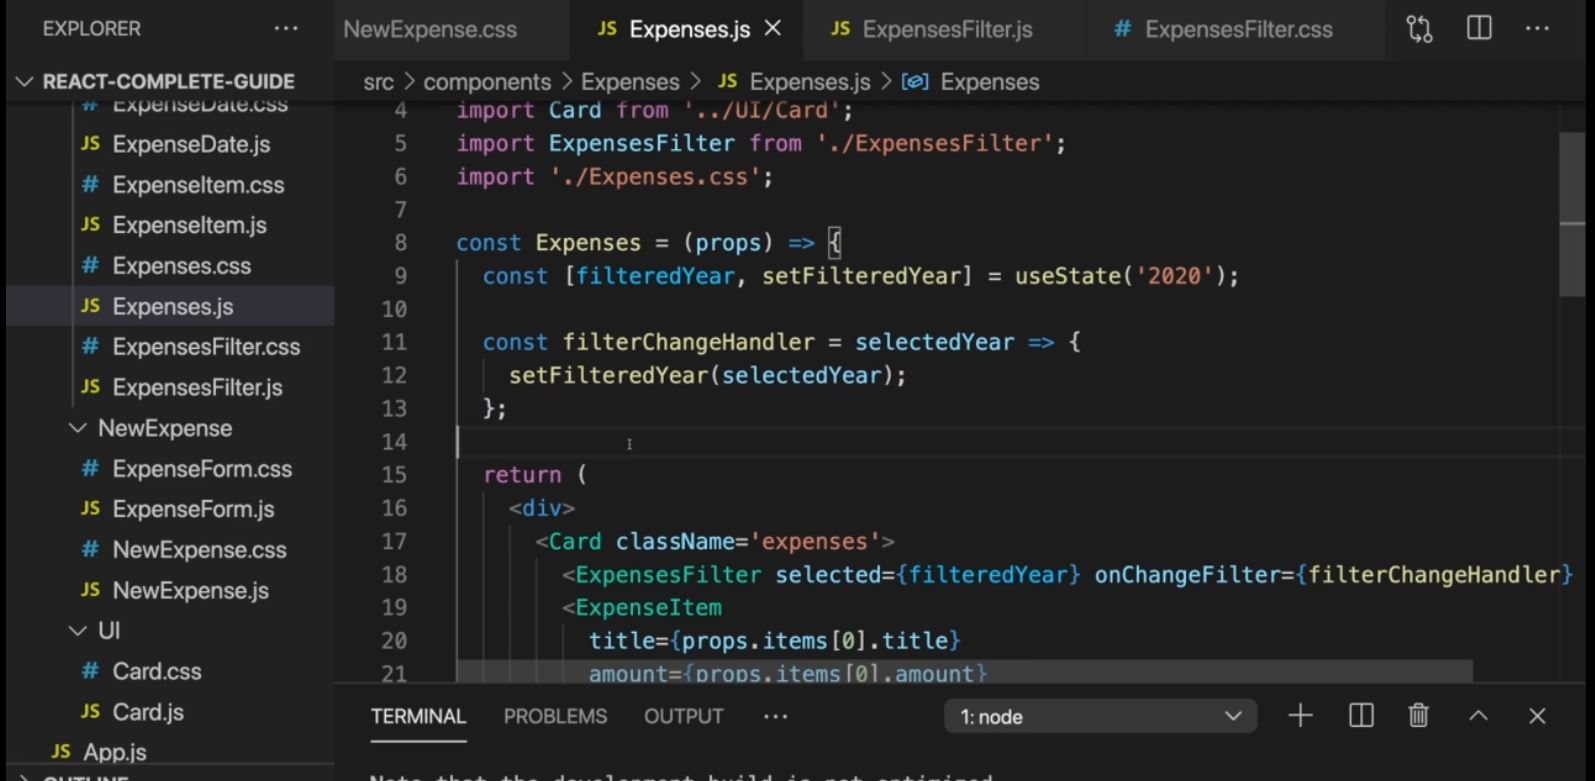 EXPLORER
NewExpense.css
JS Expenses.js
JS ExpensesFilter.js
# ExpensesFilter.css
REACT-COMPLETE-GUIDE
src > components > Expenses > JS Expenses.js > Expenses
# ExpenseDate.css
JS ExpenseDate.js
# ExpenseItem.css
JS ExpenseItem.js
# Expenses.css
JS Expenses.js
# ExpensesFilter.css
JS ExpensesFilter.js
NewExpense
# ExpenseForm.css
JS ExpenseForm.js
# NewExpense.css
JS NewExpense.js
UI
# Card.css
JS Card.js
JS App.js
OUTLINE
4 import Card from '../UI/Card';
5 import ExpensesFilter from './ExpensesFilter';
6 import './Expenses.css';
7
8 const Expenses = (props) => {
9 const [filteredYear, setFilteredYear] = useState('2020');
10
11 const filterChangeHandler = selectedYear => {
12 setFilteredYear(selectedYear);
13 };
14
15 return (
16 <div>
17 <Card className='expenses'>
18 <ExpensesFilter selected={filteredYear} onChangeFilter={filterChangeHandler}
19 <ExpenseItem
20 title={props.items[0].title}
21 amount={props.items[0].amount}
TERMINAL
PROBLEMS
OUTPUT
1: node
Note that the development build is not optimized.